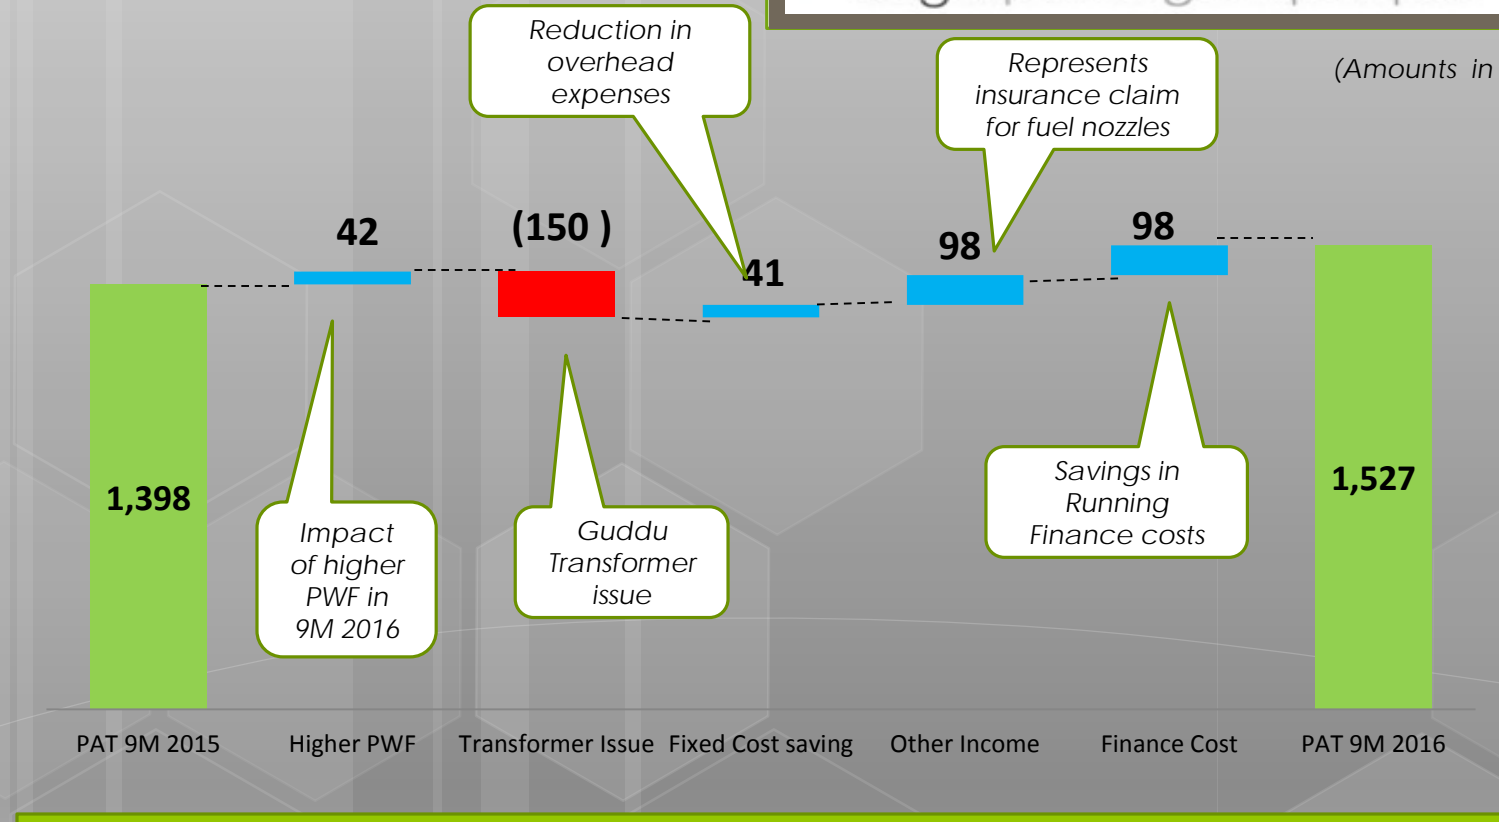 Reduction in
overhead
expenses
Represents
insurance claim
for fuel nozzles
(Amounts in
42
(150 )
41
98
98
1,398
1,527
Impact
of higher
PWF in
9M 2016
Guddu
Transformer
issue
Savings in
Running
Finance costs
PAT 9M 2015
Higher PWF
Transformer Issue
Fixed Cost saving
Other Income
Finance Cost
PAT 9M 2016